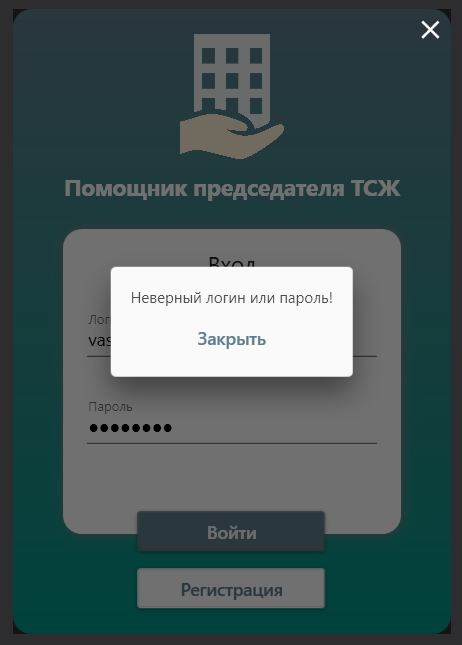 Помощник председателя ТСЖ
Вход
Неверный логин или пароль!
Закрыть
Пароль
Войти
Регистрация